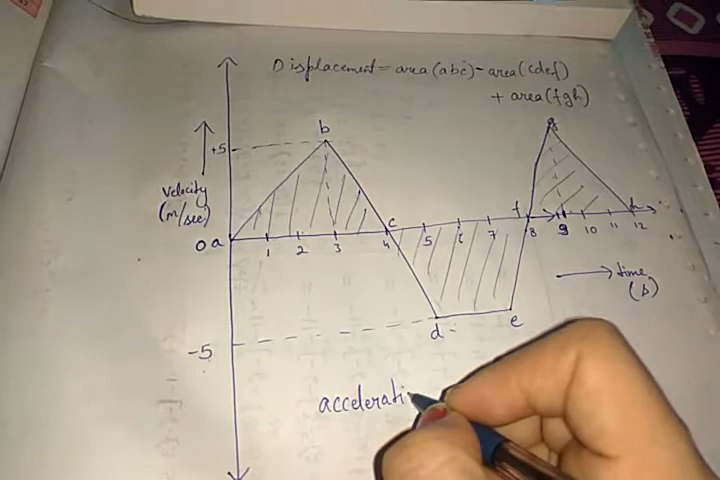 Displacement = area(abc) - area(cdef)
+ area(fgh)
b
g
+5
velocity
(m/sec)
0 a
c
f
h
1 2 3 4 5 6 7 8 9 10 11 12
time
(s)
d
e
-5
accelerati